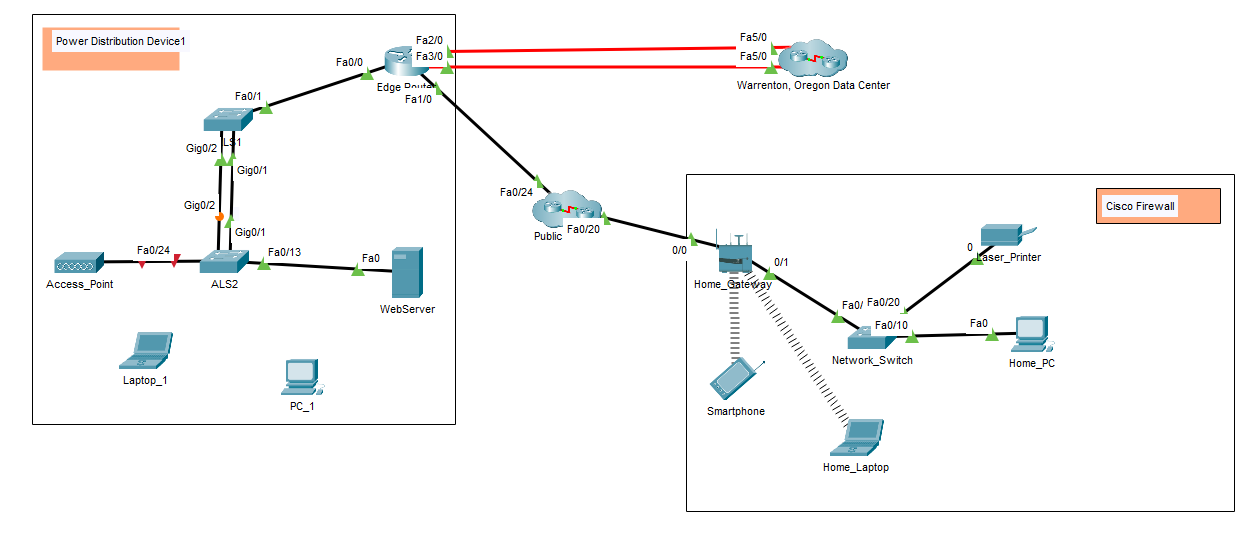 Power Distribution Device1
Fa2/0
Fa5/0
Fa3/0
Fa5/0
Fa0/0
Warrenton, Oregon Data Center
Edge Router
Fa1/0
Fa0/1
LS1
Gig0/2
Gig0/1
Gig0/2
Gig0/1
Fa0/24
Fa0/13
Fa0
Access_Point
ALS2
WebServer
Laptop_1
PC_1
Fa0/24
Fa0/20
Public
Cisco Firewall
0/0
0/1
Home_Gateway
0
Laser_Printer
Fa0/
Fa0/20
Fa0/10
Fa0
Network_Switch
Home_PC
Smartphone
Home_Laptop